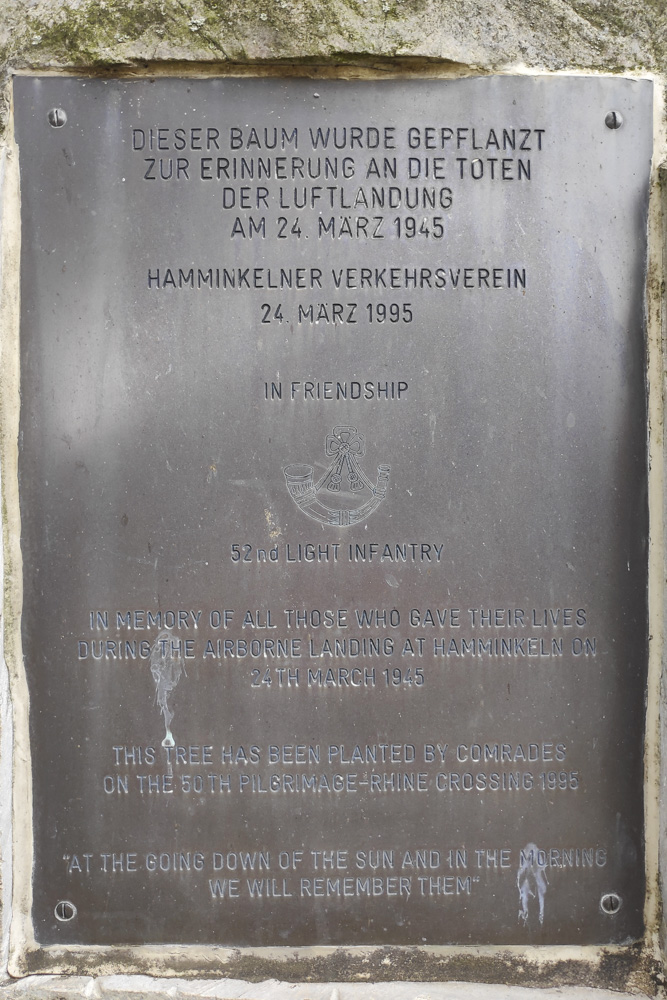 DIESER BAUM WURDE GEPFLANZT
ZUR ERINNERUNG AN DIE TOTEN
DER LUFTLANDUNG
AM 24. MÄRZ 1945
HAMMINKELNER VERKEHRSVEREIN
24. MÄRZ 1995
IN FRIENDSHIP
52nd LIGHT INFANTRY
IN MEMORY OF ALL THOSE WHO GAVE THEIR LIVES
DURING THE AIRBORNE LANDING AT HAMMINKELN ON
24TH MARCH 1945
THIS TREE HAS BEEN PLANTED BY COMRADES
ON THE 50TH PILGRIMAGE-RHINE CROSSING 1995
"AT THE GOING DOWN OF THE SUN AND IN THE MORNING
WE WILL REMEMBER THEM"